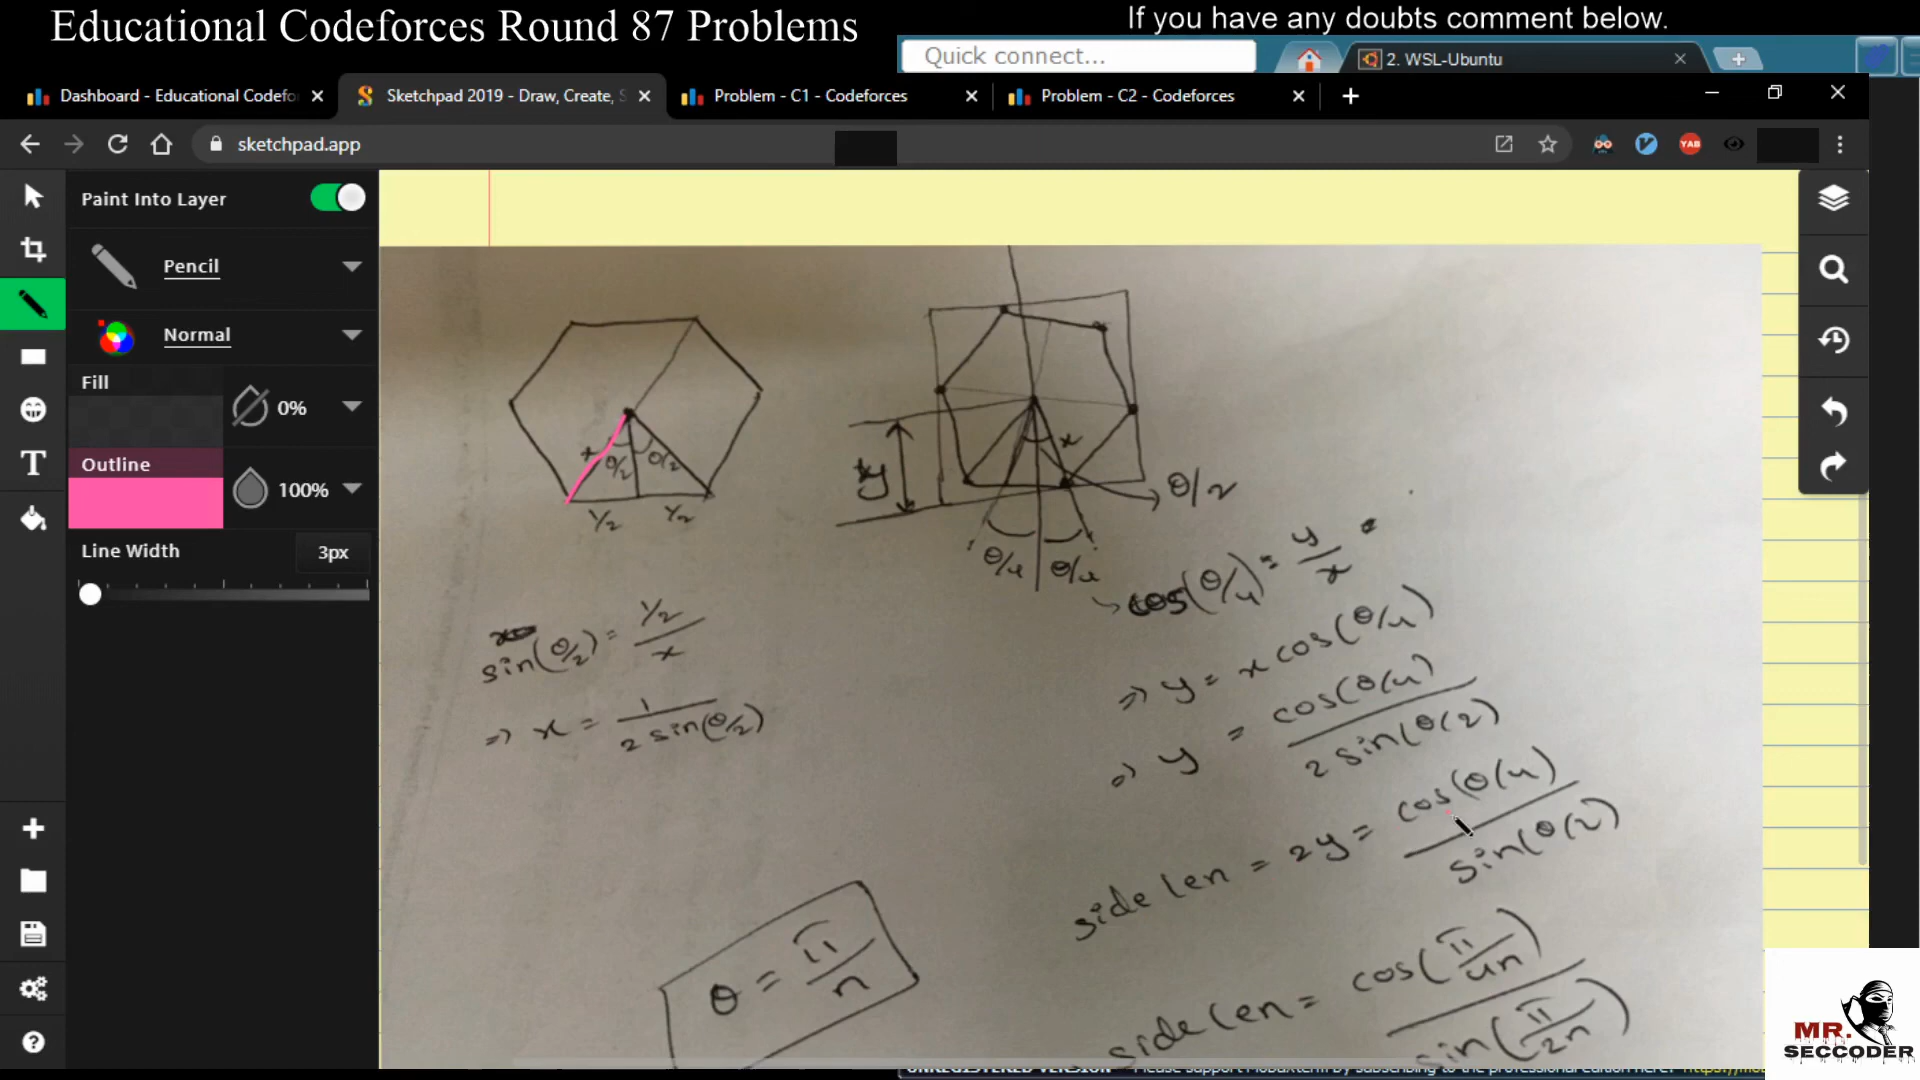 Educational Codeforces Round 87 Problems
If you have any doubts comment below.
Quick connect...
2. WSL-Ubuntu
Dashboard - Educational Codefo
Sketchpad 2019 - Draw, Create, S
Problem - C1 - Codeforces
Problem - C2 - Codeforces
sketchpad.app
YAB
Paint Into Layer
Pencil
Normal
Fill
0%
Outline
100%
Line Width
3px
x
θ/2
θ/2
1/2
1/2
y
x
θ/2
θ/4
θ/4
cos(θ/4) = y/x
⇒ y = x cos(θ/4)
⇒ y = cos(θ/4) / 2 sin(θ/2)
side len = 2y = cos(θ/4) / sin(θ/2)
side len = cos(π/4n) / sin(π/2n)
sin(θ/2) = 1/2 / x
⇒ x = 1 / 2 sin(θ/2)
θ = π/n
MR.
SECCODER